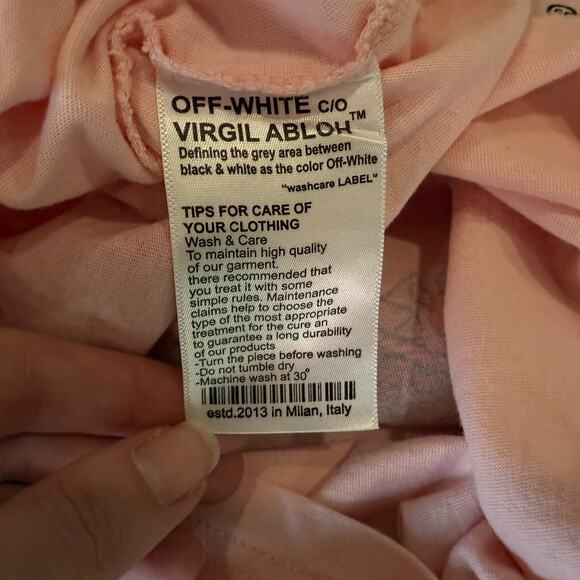 OFF-WHITE C/O
VIRGIL ABLOH™
Defining the grey area between
black & white as the color Off-White
"washcare LABEL"
TIPS FOR CARE OF
YOUR CLOTHING
Wash & Care
To maintain high quality
of our garment.
there recommended that
you treat it with some
simple rules. Maintenance
claims help to choose the
type of the most appropriate
treatment for the cure an
to guarantee a long durability
of our products
-Turn the piece before washing
-Do not tumble dry
-Machine wash at 30°
estd.2013 in Milan, Italy